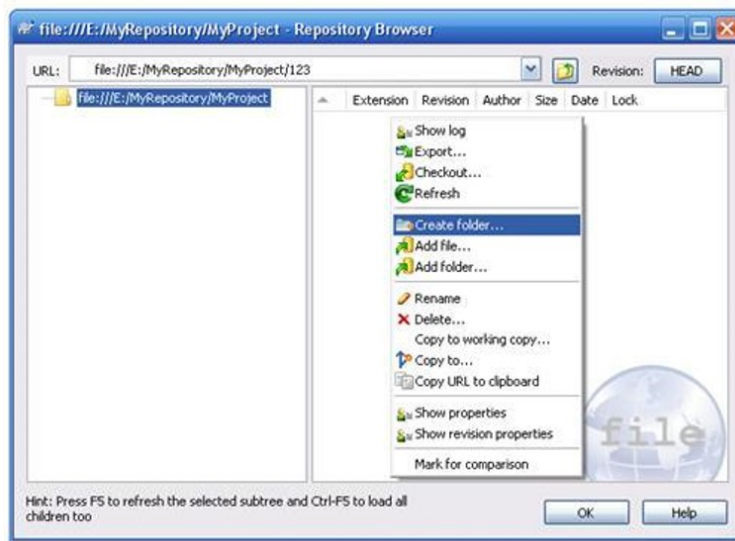 file:///E:/MyRepository/MyProject - Repository Browser
URL: file:///E:/MyRepository/MyProject/123 Revision: HEAD
file:///E:/MyRepository/MyProject
Extension Revision Author Size Date Lock
Show log
Export...
Checkout...
Refresh
Create folder...
Add file...
Add folder...
Rename
Delete...
Copy to working copy...
Copy to...
Copy URL to clipboard
Show properties
Show revision properties
Mark for comparison
file
Hint: Press F5 to refresh the selected subtree and Ctrl-F5 to load all
children too
OK Help